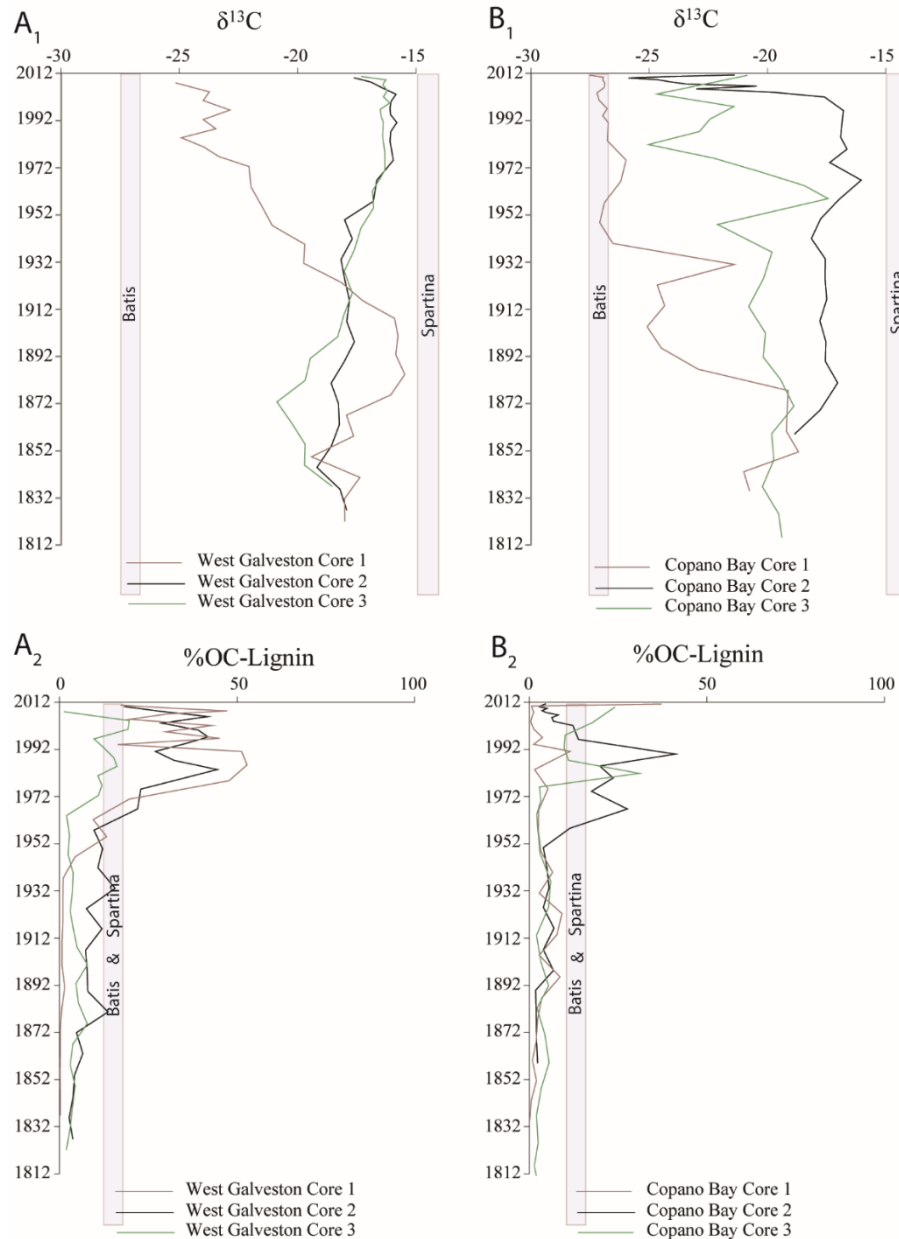 A1
δ13C
-30 -25 -20 -15
2012
1992
1972
1952
1932
1912
1892
1872
1852
1832
1812
Batis
Spartina
West Galveston Core 1
West Galveston Core 2
West Galveston Core 3
B1
δ13C
-30 -25 -20 -15
2012
1992
1972
1952
1932
1912
1892
1872
1852
1832
1812
Batis
Spartina
Copano Bay Core 1
Copano Bay Core 2
Copano Bay Core 3
A2
%OC-Lignin
0 50 100
2012
1992
1972
1952
1932
1912
1892
1872
1852
1832
1812
Batis & Spartina
West Galveston Core 1
West Galveston Core 2
West Galveston Core 3
B2
%OC-Lignin
0 50 100
2012
1992
1972
1952
1932
1912
1892
1872
1852
1832
1812
Batis & Spartina
Copano Bay Core 1
Copano Bay Core 2
Copano Bay Core 3